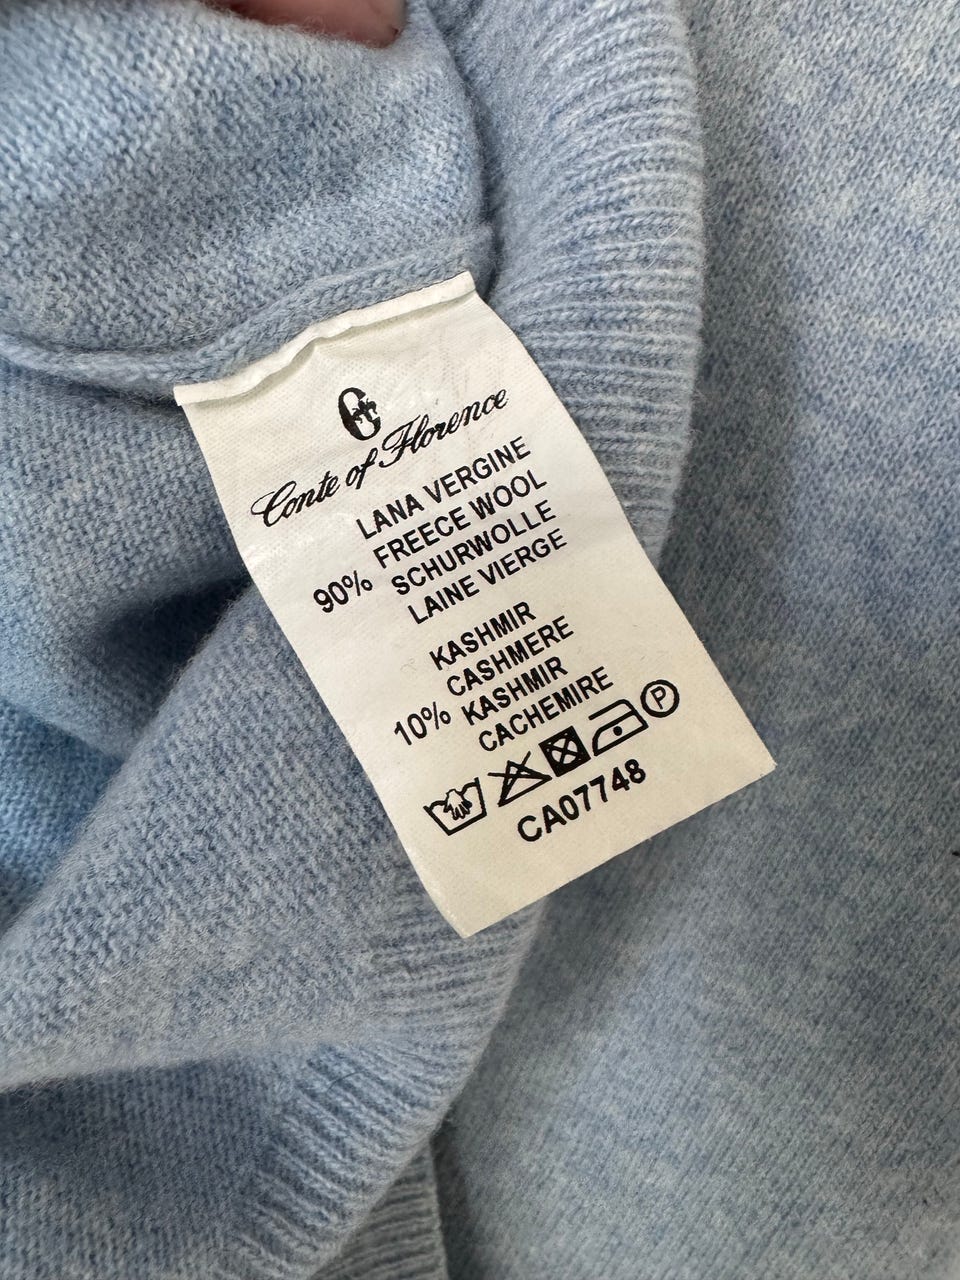 Conte of Florence
LANA VERGINE
FREECE WOOL
90% SCHURWOLLE
LAINE VIERGE
KASHMIR
CASHMERE
10% KASHMIR
CACHEMIRE
P
CA07748